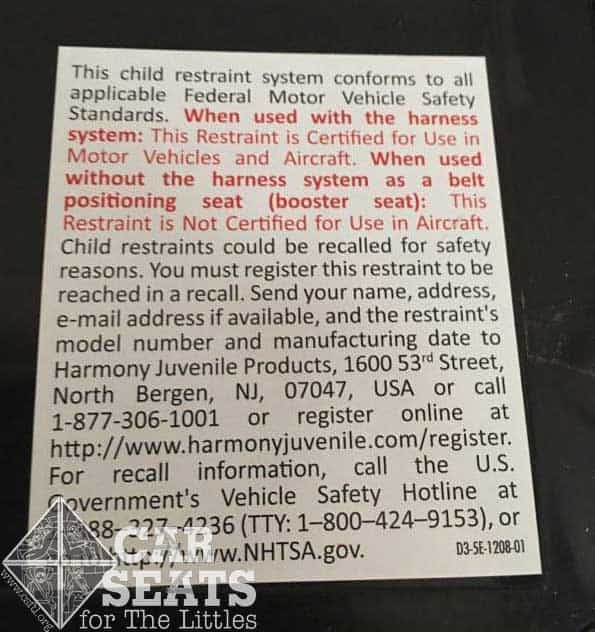 This child restraint system conforms to all
applicable Federal Motor Vehicle Safety
Standards. When used with the harness
system: This Restraint is Certified for Use in
Motor Vehicles and Aircraft. When used
without the harness system as a belt
positioning seat (booster seat): This
Restraint is Not Certified for Use in Aircraft.
Child restraints could be recalled for safety
reasons. You must register this restraint to be
reached in a recall. Send your name, address,
e-mail address if available, and the restraint's
model number and manufacturing date to
Harmony Juvenile Products, 1600 53rd Street,
North Bergen, NJ, 07047, USA or call
1-877-306-1001 or register online at
http://www.harmonyjuvenile.com/register.
For recall information, call the U.S.
Government's Vehicle Safety Hotline at
88-327-4236 (TTY: 1–800–424–9153), or
http://www.NHTSA.gov.
D3-5E-1208-01
CAR
SEATS
for The Littles
www.csftl.org